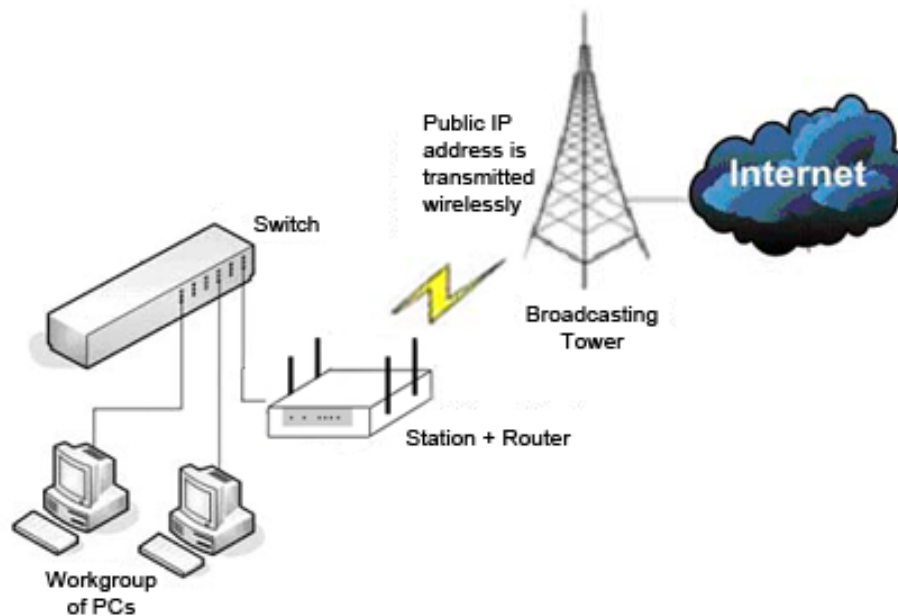 Public IP
address is
transmitted
wirelessly
Internet
Switch
Broadcasting
Tower
Station + Router
Workgroup
of PCs